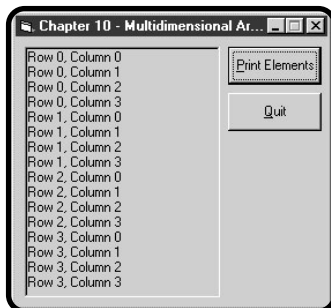 Chapter 10 - Multidimensional Ar...
Row 0, Column 0
Row 0, Column 1
Row 0, Column 2
Row 0, Column 3
Row 1, Column 0
Row 1, Column 1
Row 1, Column 2
Row 1, Column 3
Row 2, Column 0
Row 2, Column 1
Row 2, Column 2
Row 2, Column 3
Row 3, Column 0
Row 3, Column 1
Row 3, Column 2
Row 3, Column 3
Print Elements
Quit